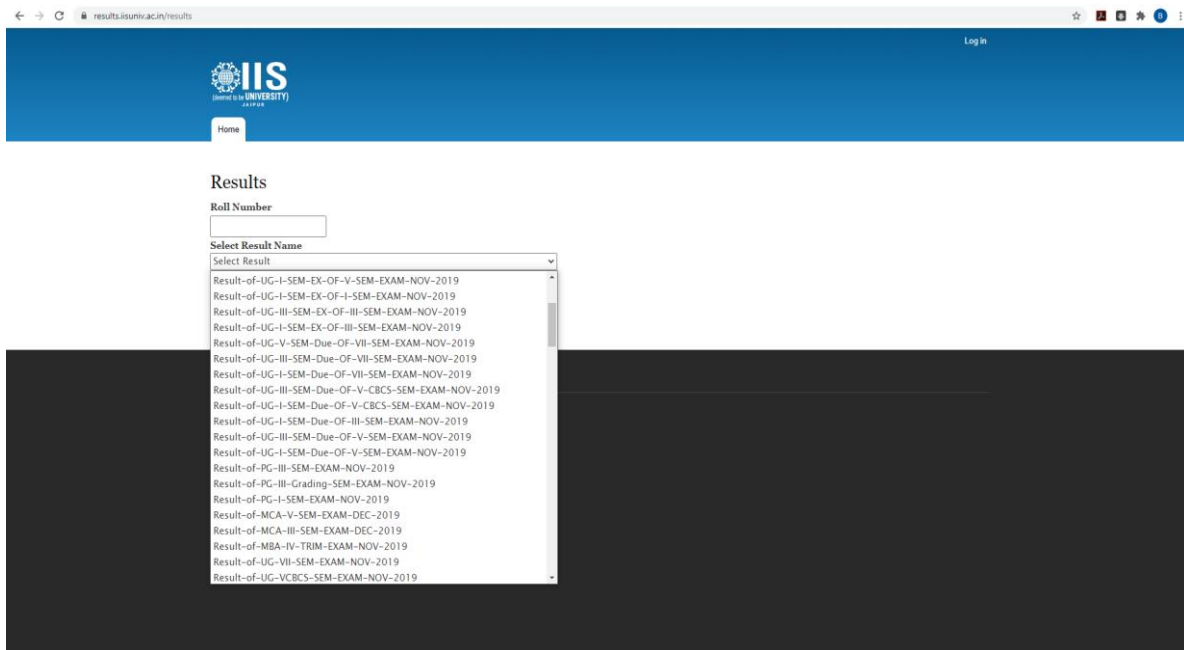 results.iisuniv.ac.in/results
B
Log in
IIS
(deemed to be UNIVERSITY)
JAIPUR
Home
Results
Roll Number
Select Result Name
Select Result
Result-of-UG-I-SEM-EX-OF-V-SEM-EXAM-NOV-2019
Result-of-UG-I-SEM-EX-OF-I-SEM-EXAM-NOV-2019
Result-of-UG-III-SEM-EX-OF-III-SEM-EXAM-NOV-2019
Result-of-UG-I-SEM-EX-OF-III-SEM-EXAM-NOV-2019
Result-of-UG-V-SEM-Due-OF-VII-SEM-EXAM-NOV-2019
Result-of-UG-III-SEM-Due-OF-VII-SEM-EXAM-NOV-2019
Result-of-UG-I-SEM-Due-OF-VII-SEM-EXAM-NOV-2019
Result-of-UG-III-SEM-Due-OF-V-CBCS-SEM-EXAM-NOV-2019
Result-of-UG-I-SEM-Due-OF-V-CBCS-SEM-EXAM-NOV-2019
Result-of-UG-I-SEM-Due-OF-III-SEM-EXAM-NOV-2019
Result-of-UG-III-SEM-Due-OF-V-SEM-EXAM-NOV-2019
Result-of-UG-I-SEM-Due-OF-V-SEM-EXAM-NOV-2019
Result-of-PG-III-SEM-EXAM-NOV-2019
Result-of-PG-III-Grading-SEM-EXAM-NOV-2019
Result-of-PG-I-SEM-EXAM-NOV-2019
Result-of-MCA-V-SEM-EXAM-DEC-2019
Result-of-MCA-III-SEM-EXAM-DEC-2019
Result-of-MBA-IV-TRIM-EXAM-NOV-2019
Result-of-UG-VII-SEM-EXAM-NOV-2019
Result-of-UG-VCBCS-SEM-EXAM-NOV-2019